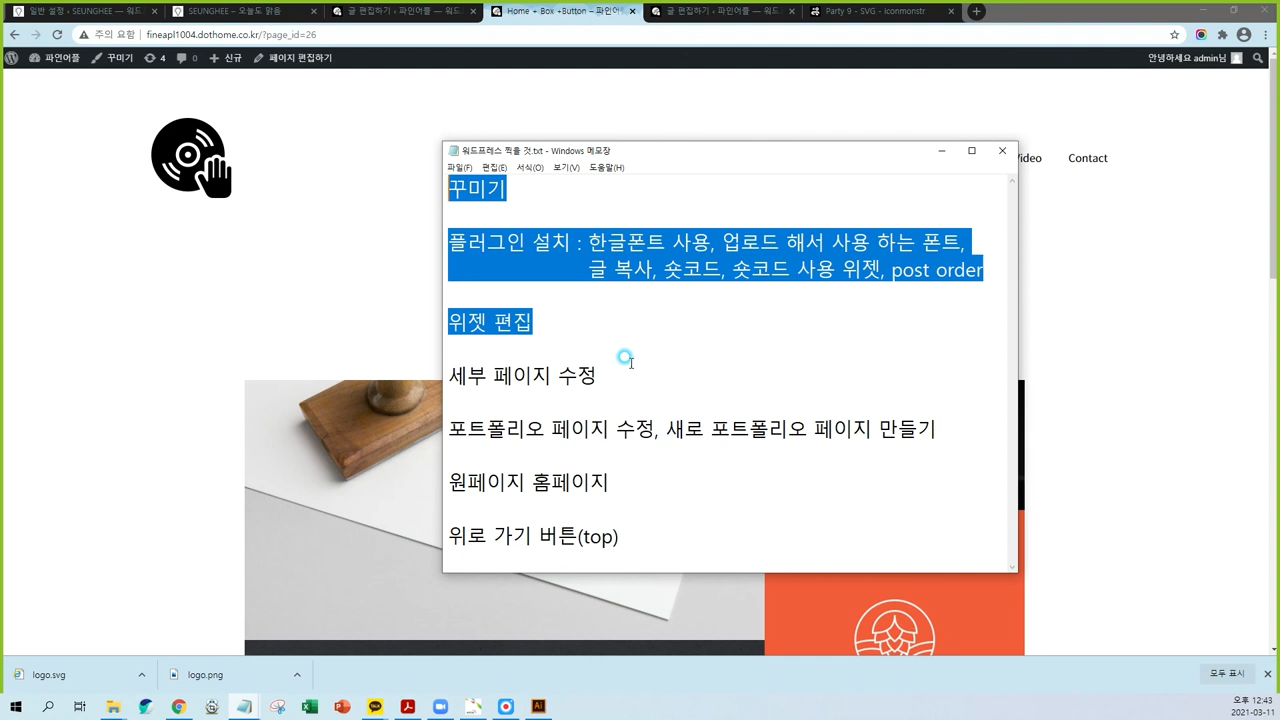 일반 설정 ‹ SEUNGHEE — 워드
SEUNGHEE – 오늘도 맑음
글 편집하기 ‹ 파인어플 — 워드
Home + Box +Button – 파인어
글 편집하기 ‹ 파인어플 — 워드
Party 9 - SVG - iconmonstr
주의 요함
fineapl1004.dothome.co.kr/?page_id=26
파인어플
꾸미기
4
0
신규
페이지 편집하기
안녕하세요 admin님
Video
Contact
워드프레스 찍을 것.txt - Windows 메모장
파일(F) 편집(E) 서식(O) 보기(V) 도움말(H)
꾸미기
플러그인 설치 : 한글폰트 사용, 업로드 해서 사용 하는 폰트,
글 복사, 숏코드, 숏코드 사용 위젯, post order
위젯 편집
세부 페이지 수정
포트폴리오 페이지 수정, 새로 포트폴리오 페이지 만들기
원페이지 홈페이지
위로 가기 버튼(top)
logo.svg
logo.png
모두 표시
오후 12:43
2021-03-11